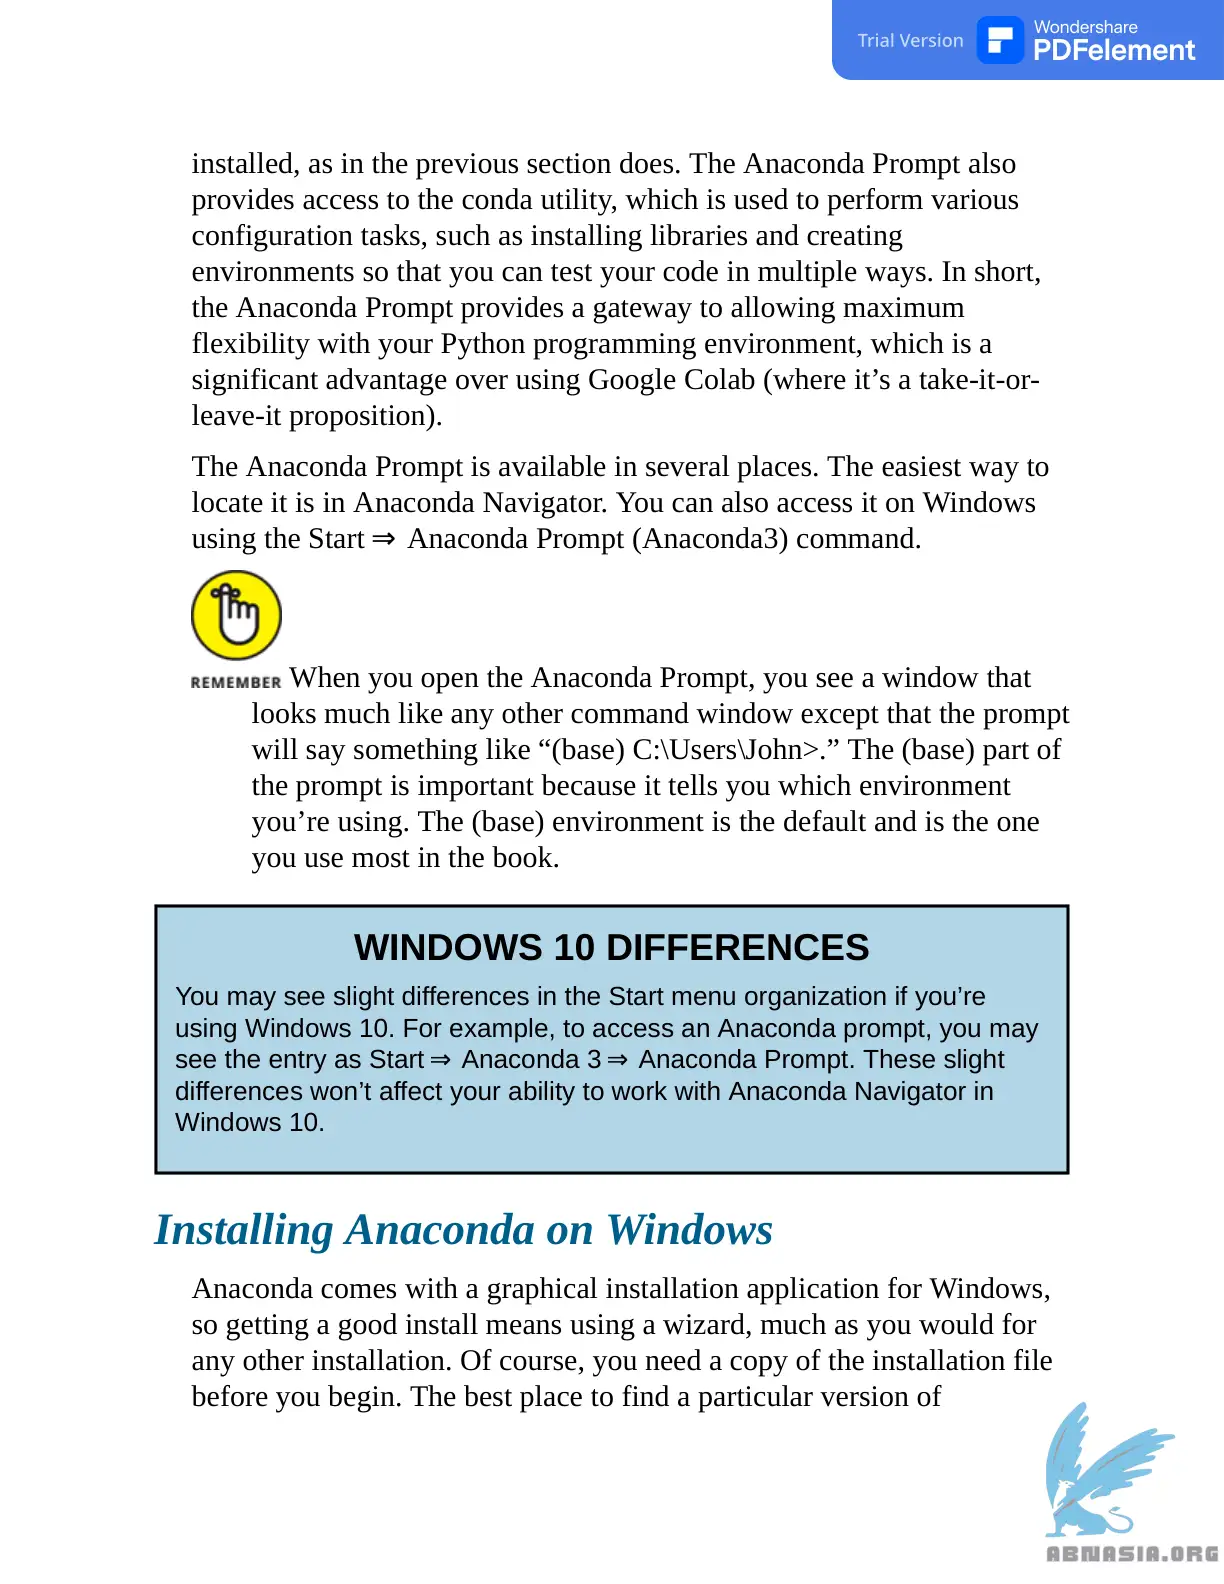 Trial Version
Wondershare
PDFelement
installed, as in the previous section does. The Anaconda Prompt also
provides access to the conda utility, which is used to perform various
configuration tasks, such as installing libraries and creating
environments so that you can test your code in multiple ways. In short,
the Anaconda Prompt provides a gateway to allowing maximum
flexibility with your Python programming environment, which is a
significant advantage over using Google Colab (where it’s a take-it-or-
leave-it proposition).
The Anaconda Prompt is available in several places. The easiest way to
locate it is in Anaconda Navigator. You can also access it on Windows
using the Start ⇒ Anaconda Prompt (Anaconda3) command.
REMEMBER When you open the Anaconda Prompt, you see a window that
looks much like any other command window except that the prompt
will say something like “(base) C:\Users\John>.” The (base) part of
the prompt is important because it tells you which environment
you’re using. The (base) environment is the default and is the one
you use most in the book.
WINDOWS 10 DIFFERENCES
You may see slight differences in the Start menu organization if you’re
using Windows 10. For example, to access an Anaconda prompt, you may
see the entry as Start ⇒ Anaconda 3 ⇒ Anaconda Prompt. These slight
differences won’t affect your ability to work with Anaconda Navigator in
Windows 10.
Installing Anaconda on Windows
Anaconda comes with a graphical installation application for Windows,
so getting a good install means using a wizard, much as you would for
any other installation. Of course, you need a copy of the installation file
before you begin. The best place to find a particular version of
ABNASIA.ORG